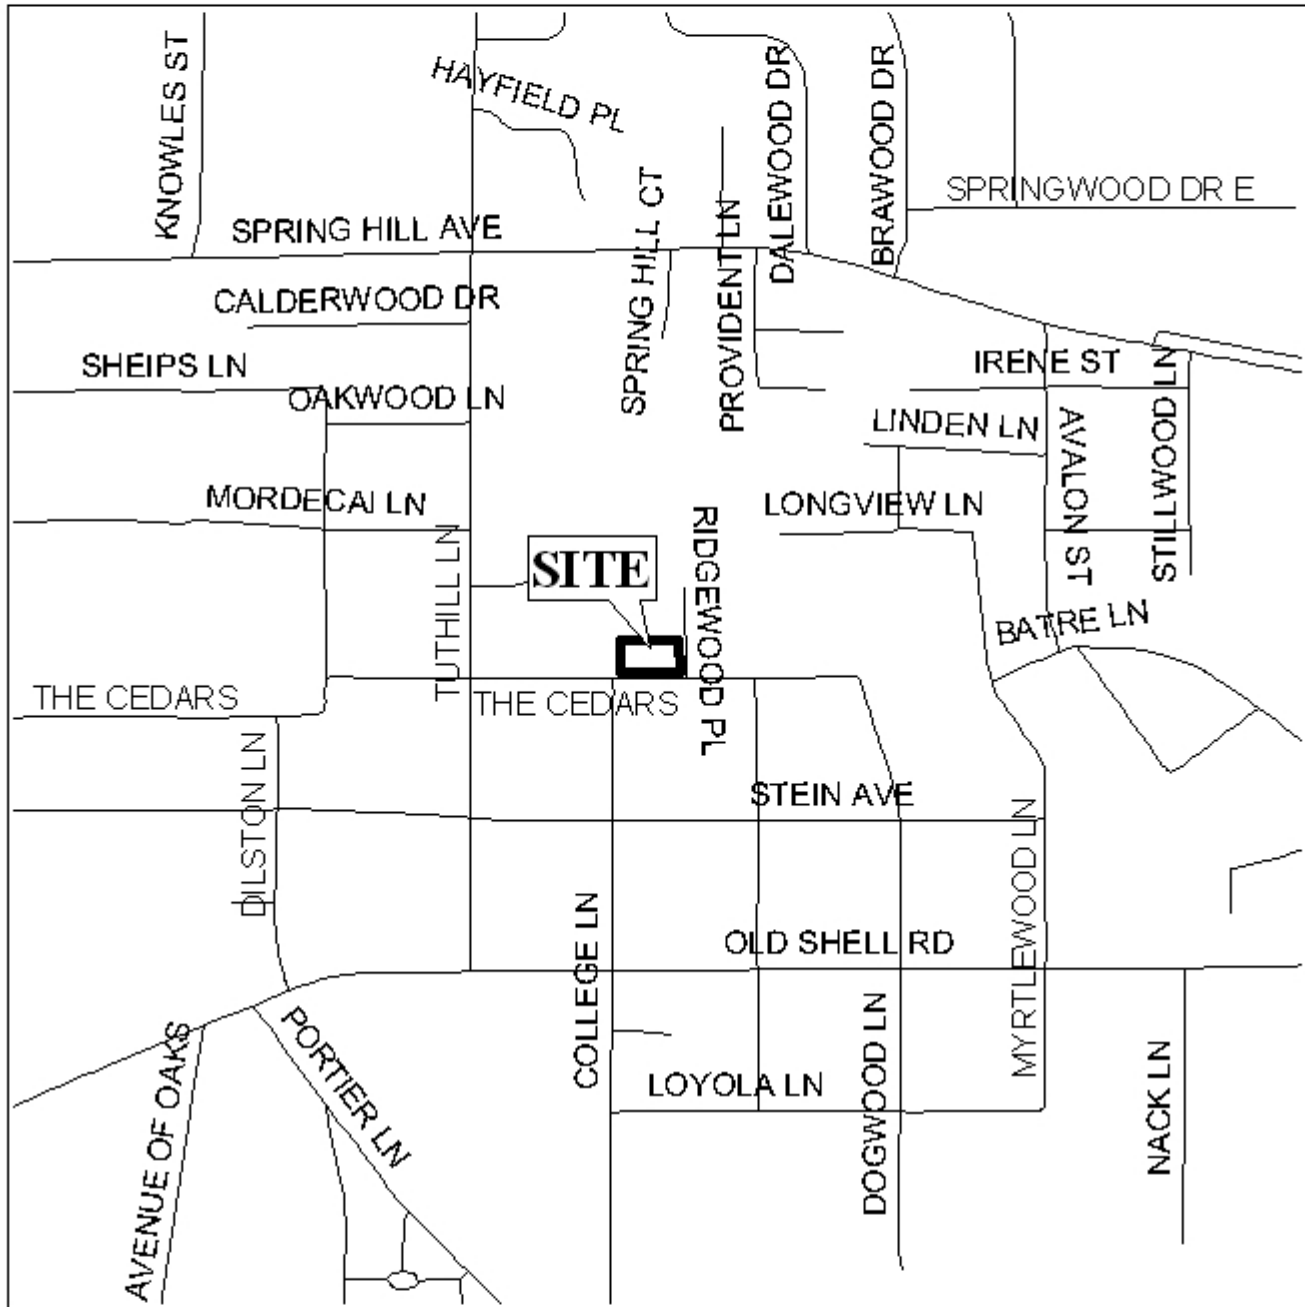 KNOWLES ST
HAYFIELD PL
DALEWOOD DR
BRAWOOD DR
SPRINGWOOD DR E
SPRING HILL AVE
SPRING HILL CT
PROVIDENT LN
CALDERWOOD DR
SHEIPS LN
OAKWOOD LN
IRENE ST
LINDEN LN
AVALON ST
STILLWOOD LN
MORDECAI LN
LONGVIEW LN
TUTHILL LN
SITE
RIDGEWOOD PL
BATRE LN
THE CEDARS
THE CEDARS
DILSTON LN
STEIN AVE
MYRTLEWOOD LN
COLLEGE LN
OLD SHELL RD
PORTIER LN
AVENUE OF OAKS
LOYOLA LN
DOGWOOD LN
NACK LN